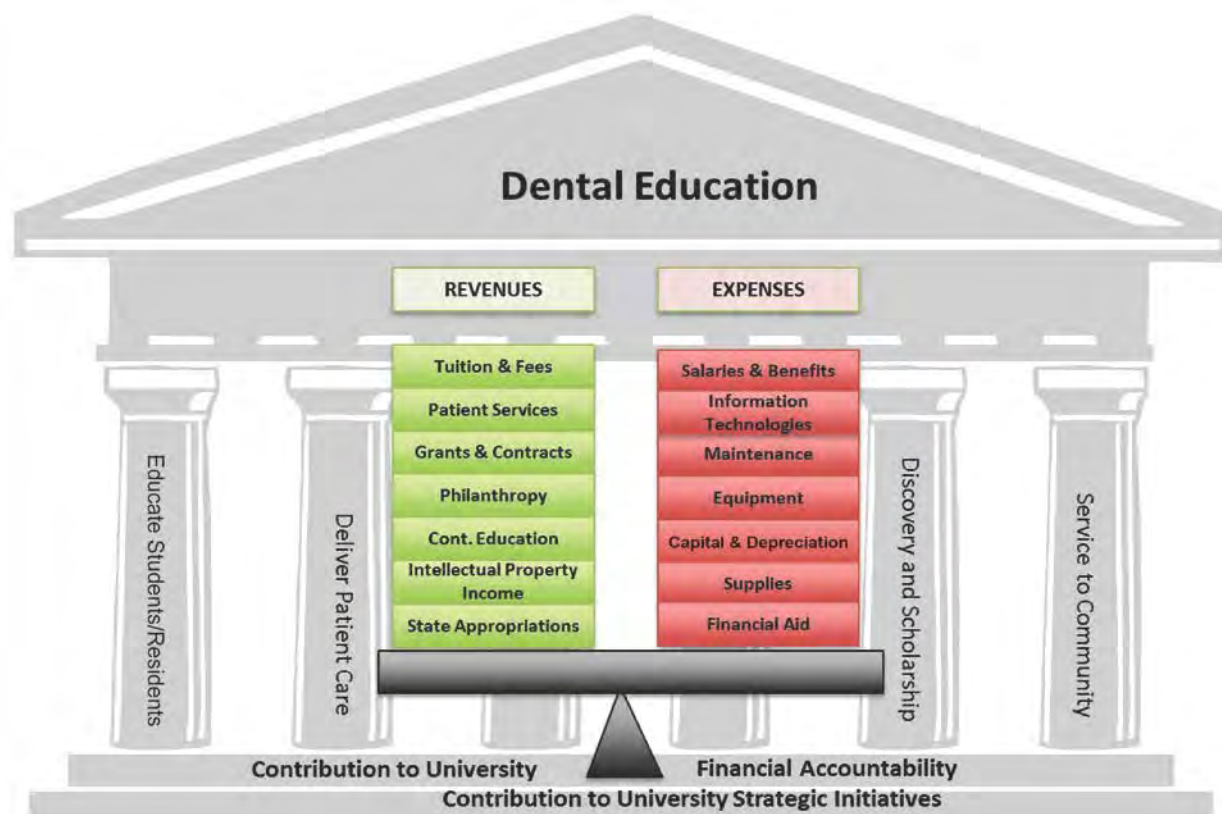 Dental Education
REVENUES
EXPENSES
Tuition & Fees
Patient Services
Grants & Contracts
Philanthropy
Cont. Education
Intellectual Property
Income
State Appropriations
Salaries & Benefits
Information
Technologies
Maintenance
Equipment
Capital & Depreciation
Supplies
Financial Aid
Educate Students/Residents
Deliver Patient Care
Discovery and Scholarship
Service to Community
Contribution to University
Financial Accountability
Contribution to University Strategic Initiatives